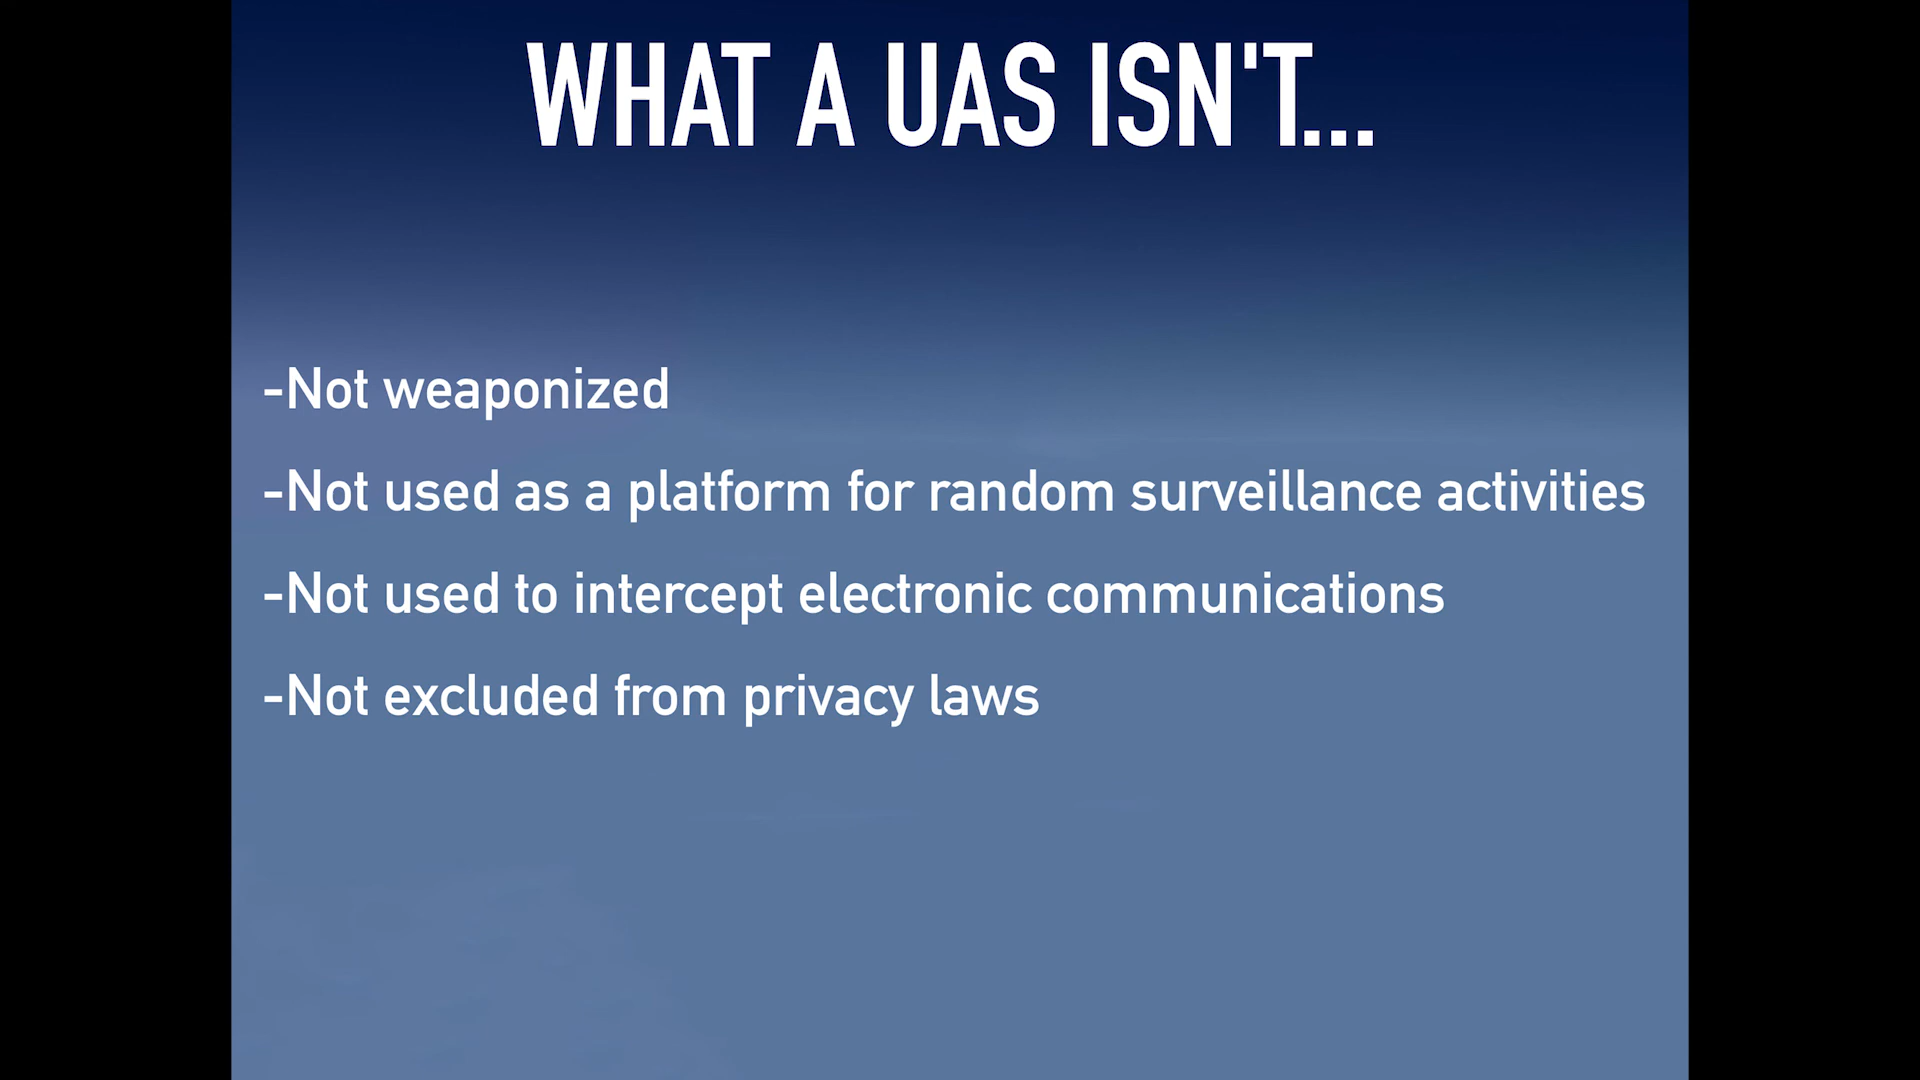 WHAT A UAS ISN'T...
-Not weaponized
-Not used as a platform for random surveillance activities
-Not used to intercept electronic communications
-Not excluded from privacy laws